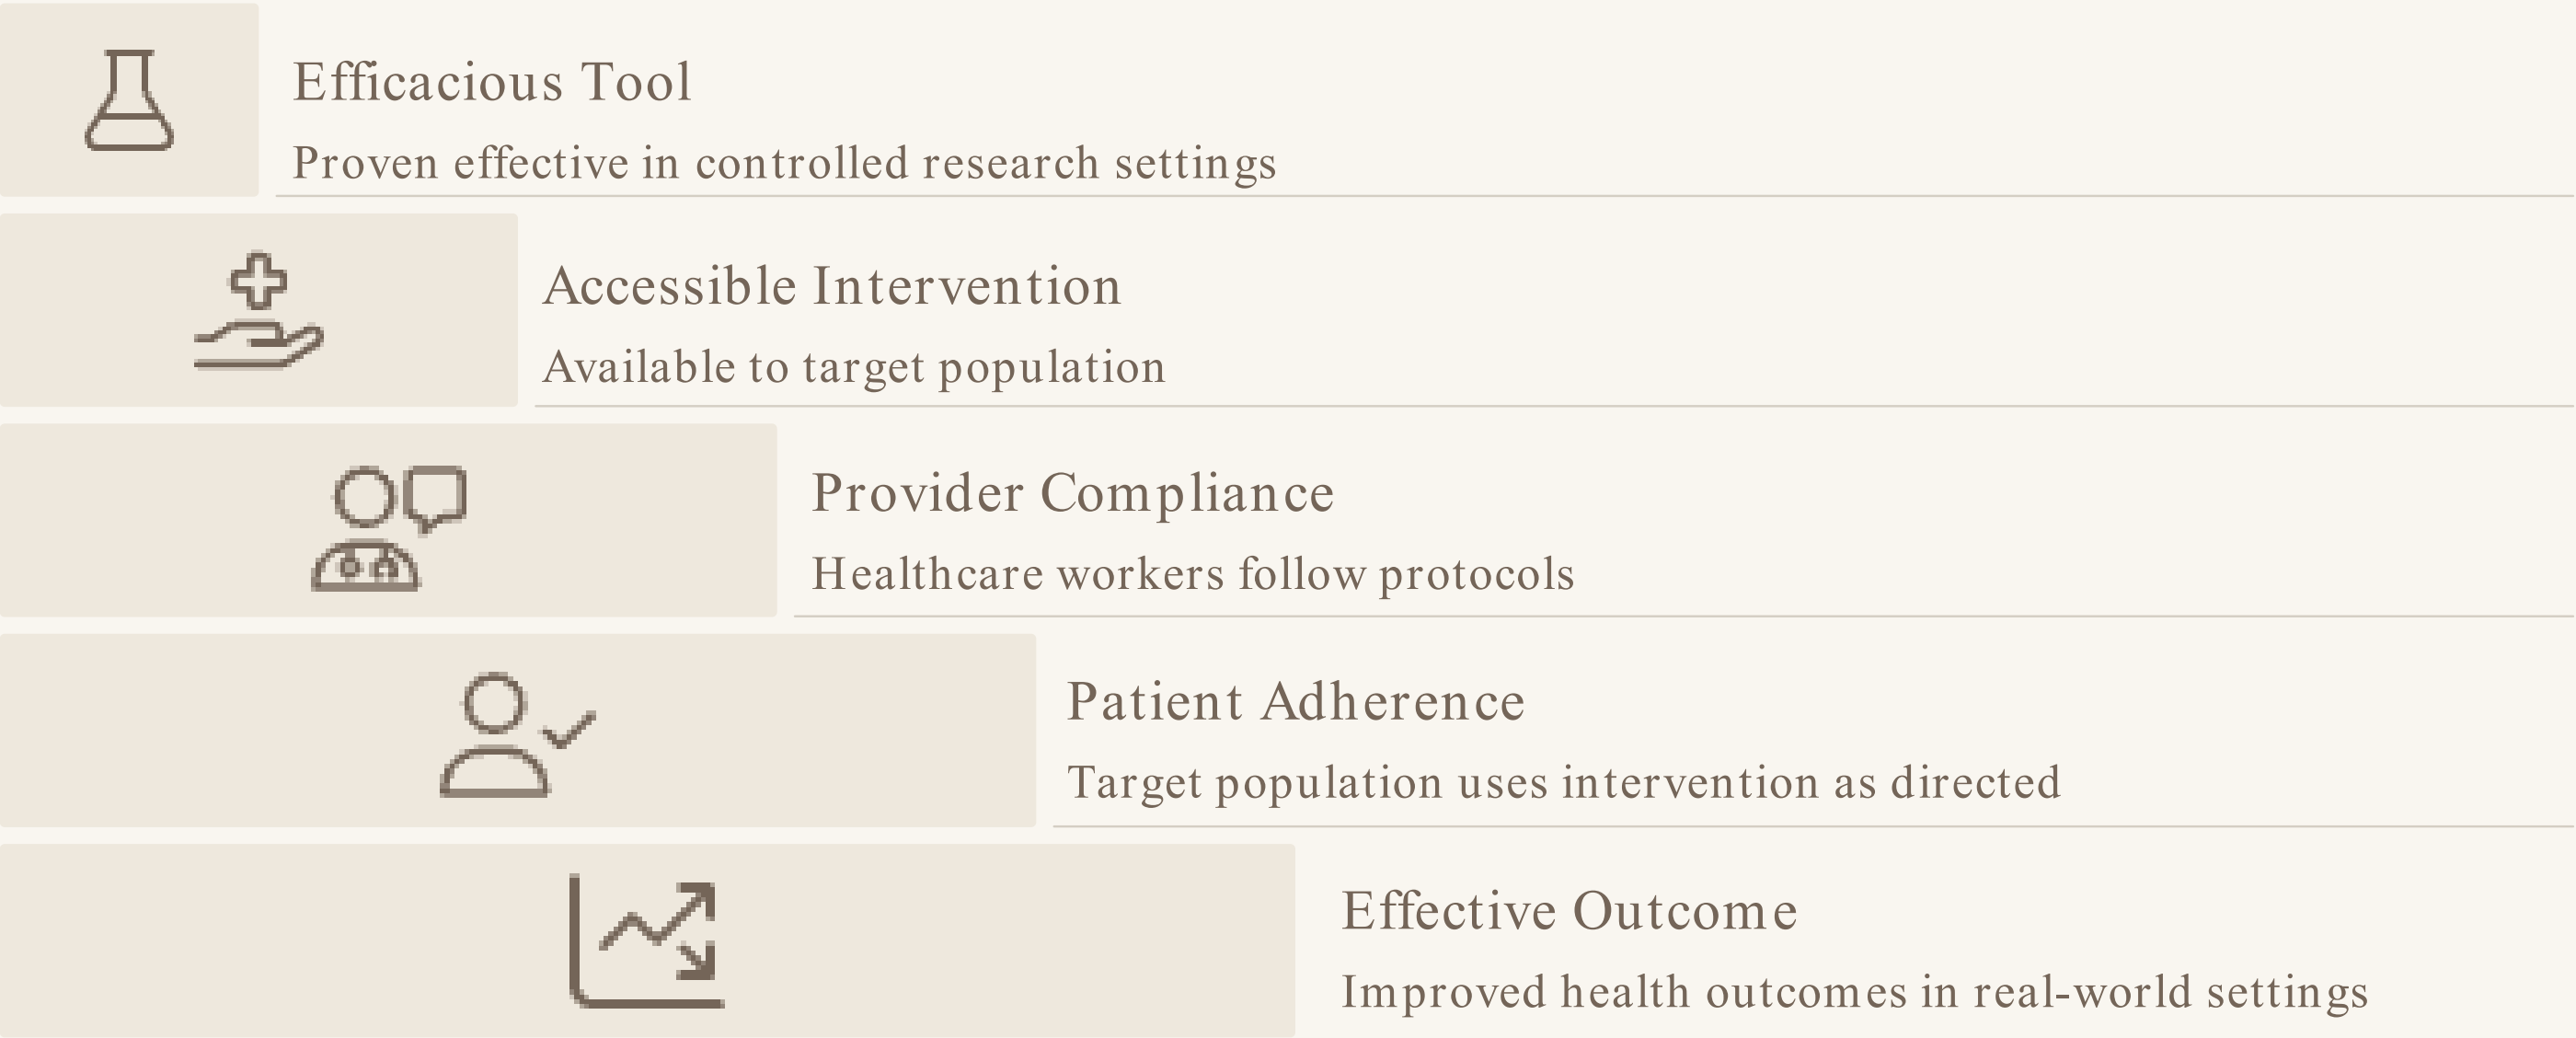 Efficacious Tool
Proven effective in controlled research settings
Accessible Intervention
Available to target population
Provider Compliance
Healthcare workers follow protocols
Patient Adherence
Target population uses intervention as directed
Effective Outcome
Improved health outcomes in real-world settings